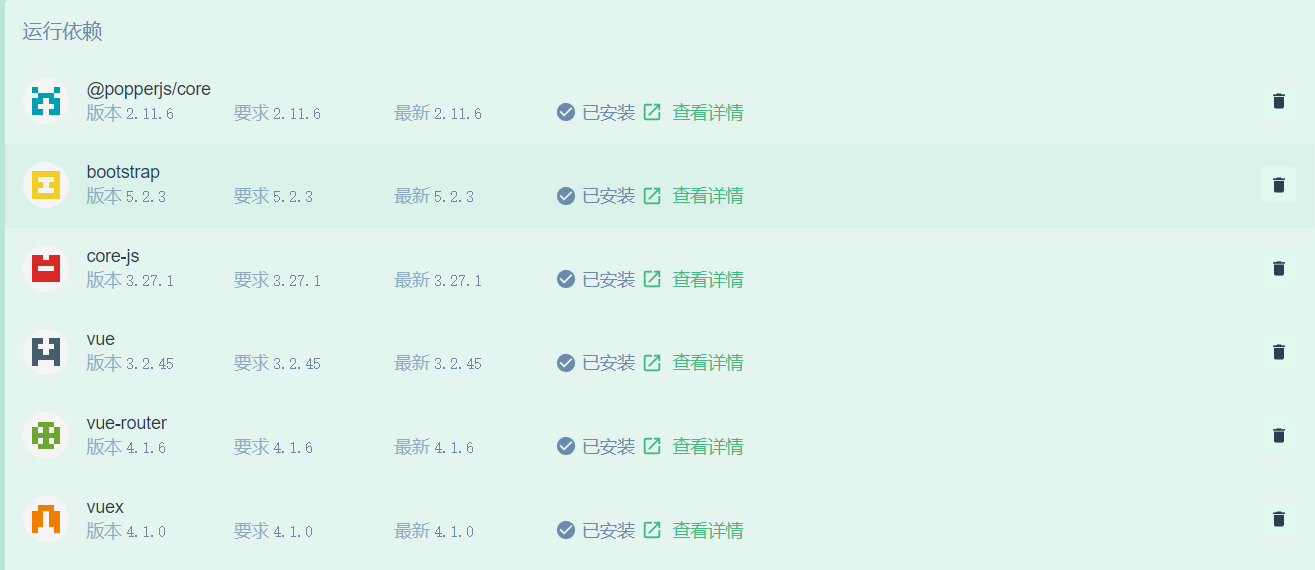 运行依赖
@popperjs/core
版本 2.11.6 要求 2.11.6 最新 2.11.6 已安装 查看详情
bootstrap
版本 5.2.3 要求 5.2.3 最新 5.2.3 已安装 查看详情
core-js
版本 3.27.1 要求 3.27.1 最新 3.27.1 已安装 查看详情
vue
版本 3.2.45 要求 3.2.45 最新 3.2.45 已安装 查看详情
vue-router
版本 4.1.6 要求 4.1.6 最新 4.1.6 已安装 查看详情
vuex
版本 4.1.0 要求 4.1.0 最新 4.1.0 已安装 查看详情